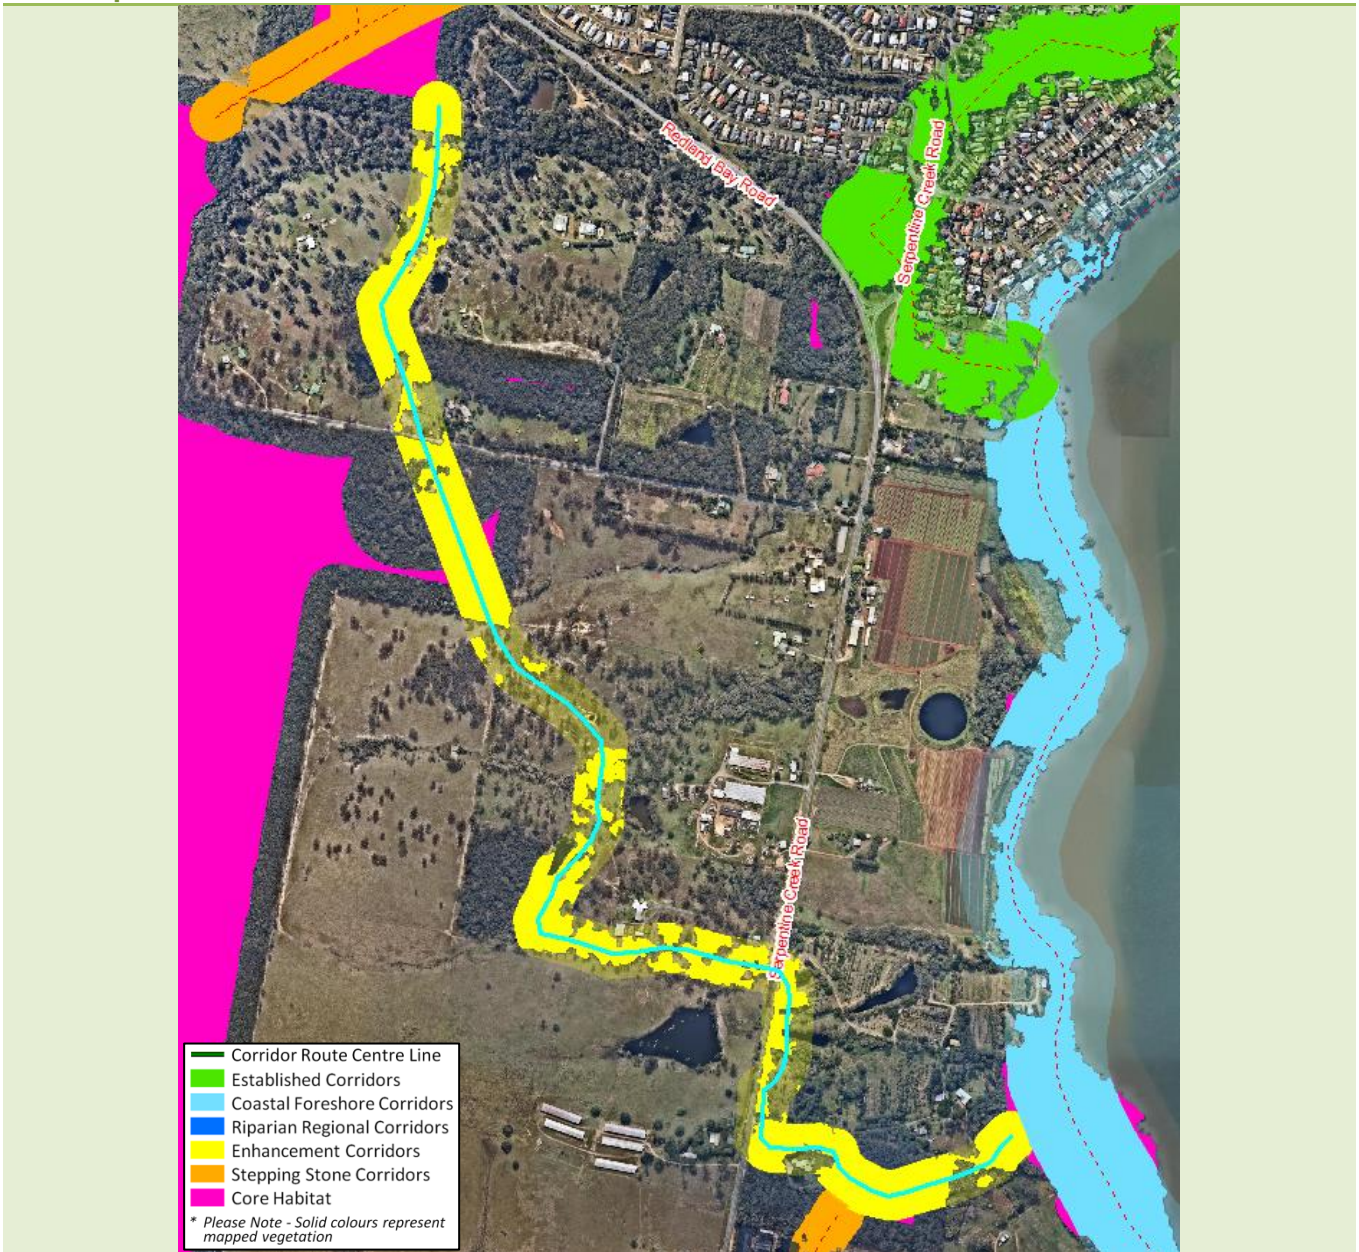 Redland Bay Road
Serpentine Creek Road
Serpentine Creek Road
Corridor Route Centre Line
Established Corridors
Coastal Foreshore Corridors
Riparian Regional Corridors
Enhancement Corridors
Stepping Stone Corridors
Core Habitat
* Please Note - Solid colours represent
mapped vegetation